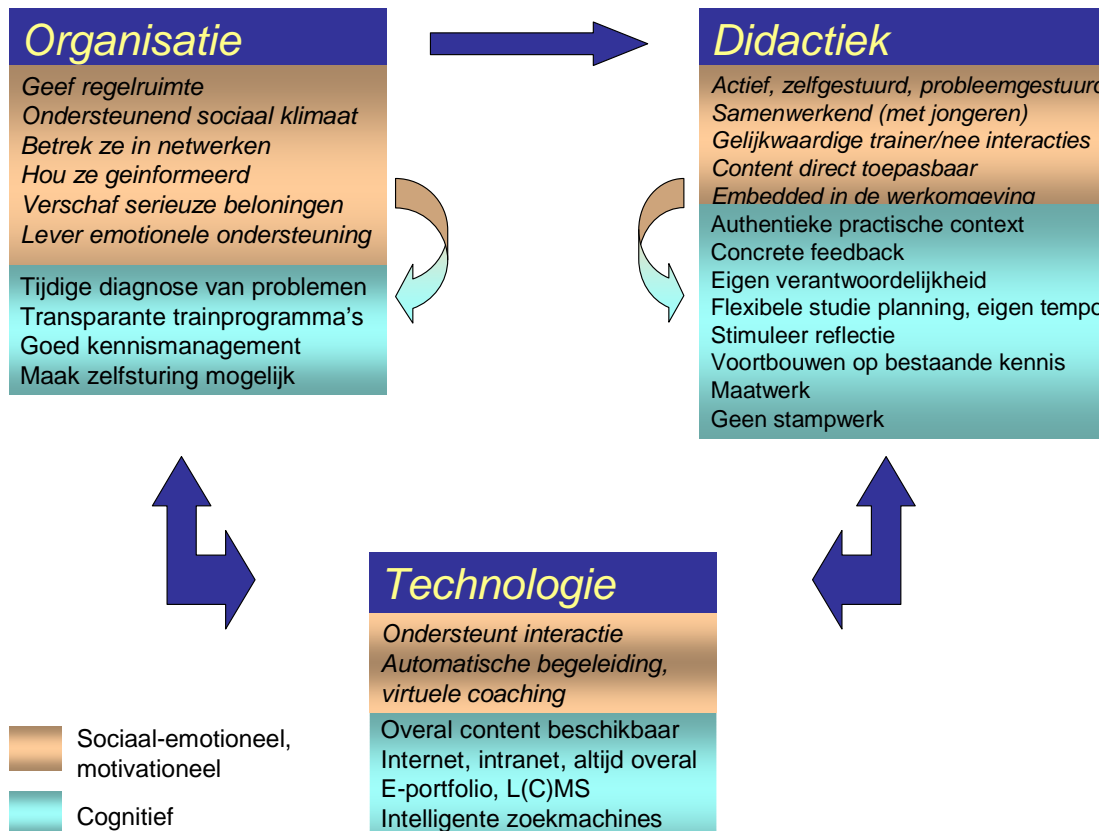 Organisatie
Geef regelruimte
Ondersteunend sociaal klimaat
Betrek ze in netwerken
Hou ze geinformeerd
Verschaf serieuze beloningen
Lever emotionele ondersteuning
Tijdige diagnose van problemen
Transparante trainprogramma's
Goed kennismanagement
Maak zelfsturing mogelijk
Didactiek
Actief, zelfgestuurd, probleemgestuurd
Samenwerkend (met jongeren)
Gelijkwaardige trainer/nee interacties
Content direct toepasbaar
Embedded in de werkomgeving
Authentieke practische context
Concrete feedback
Eigen verantwoordelijkheid
Flexibele studie planning, eigen tempo
Stimuleer reflectie
Voortbouwen op bestaande kennis
Maatwerk
Geen stampwerk
Technologie
Ondersteunt interactie
Automatische begeleiding,
virtuele coaching
Overal content beschikbaar
Internet, intranet, altijd overal
E-portfolio, L(C)MS
Intelligente zoekmachines
Sociaal-emotioneel,
motivationeel
Cognitief